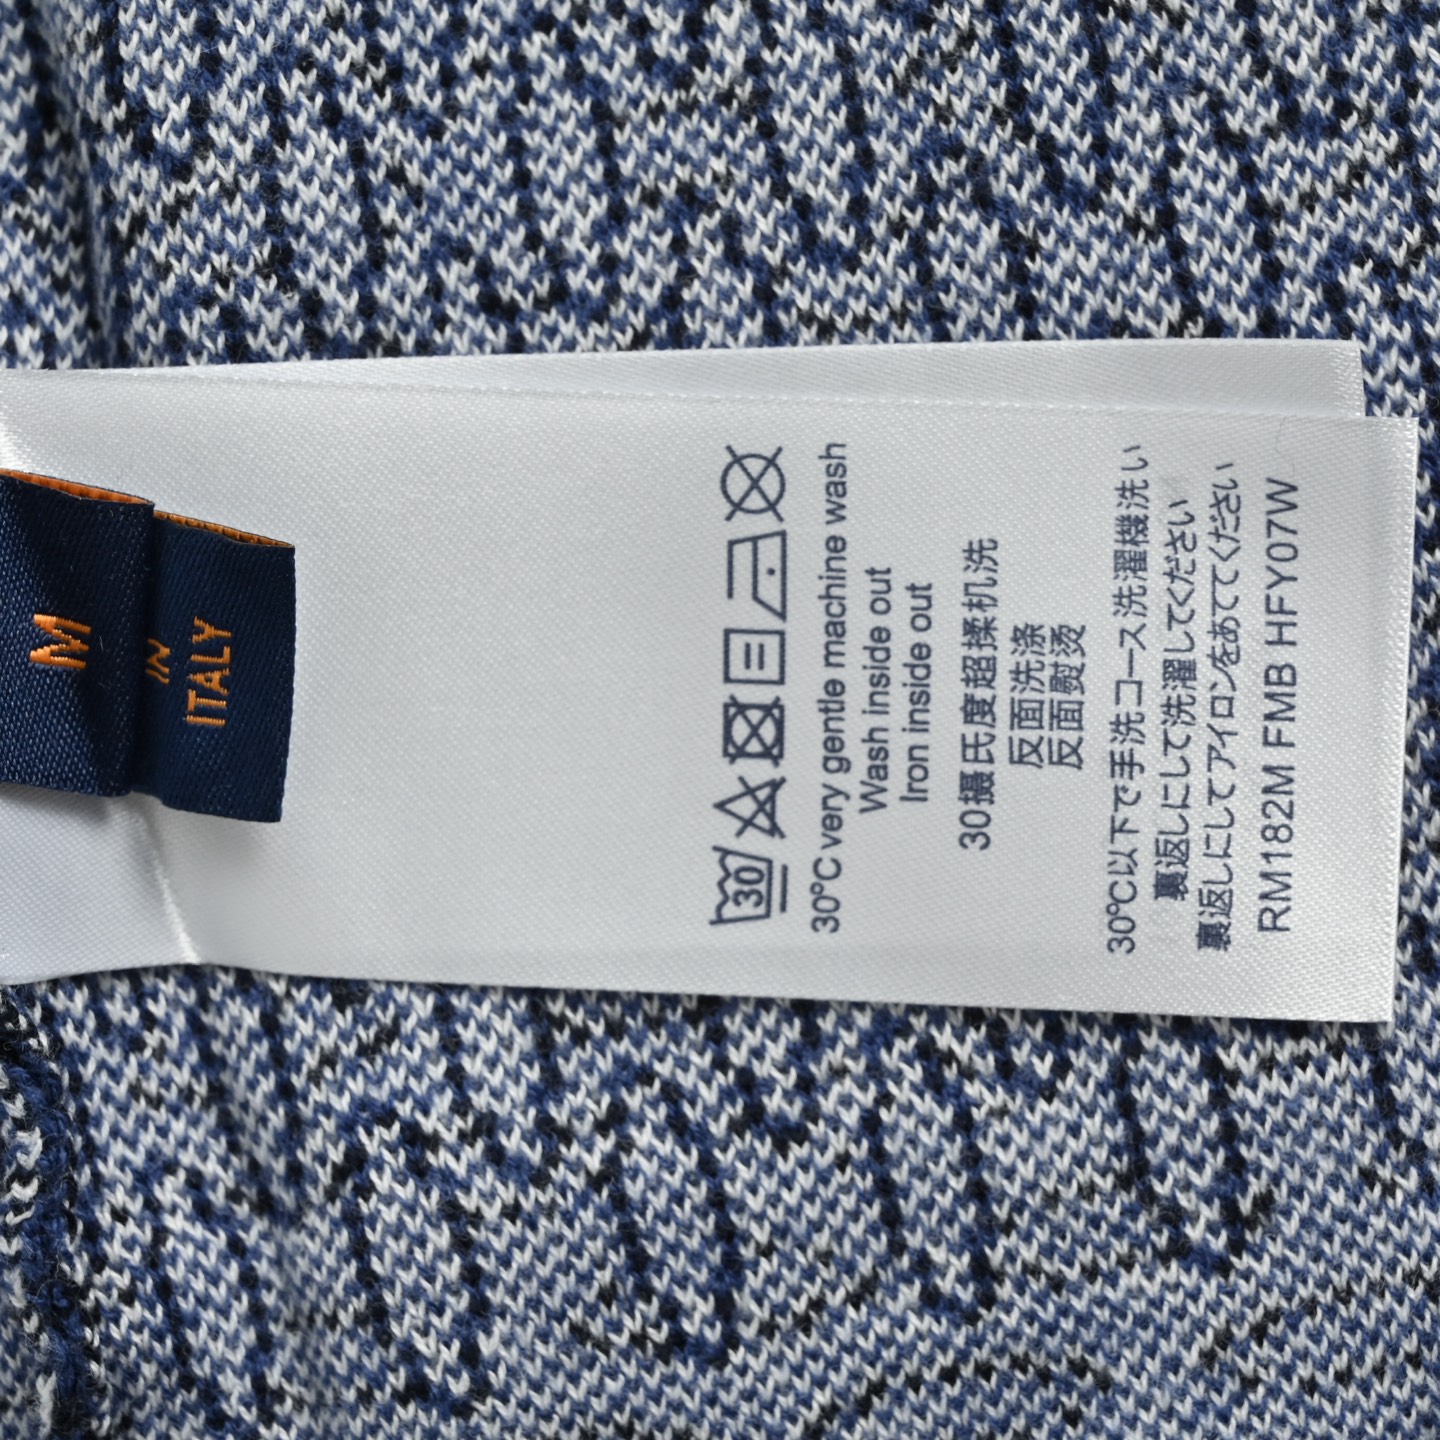 M
IN
ITALY
30
30°C very gentle machine wash
Wash inside out
Iron inside out
30摄氏度超揉机洗
反面洗涤
反面熨烫
30℃以下で手洗コース洗濯機洗い
裏返しにして洗濯してください
裏返しにしてアイロンをあててください
RM182M FMB HFY07W